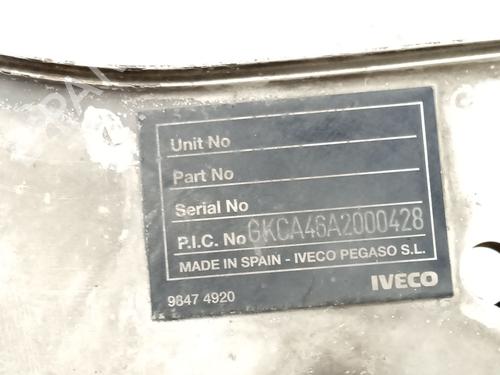 Unit No
Part No
Serial No
P.I.C. No GKCA46A2000428
MADE IN SPAIN - IVECO PEGASO S.L.
IVECO
9847 4920